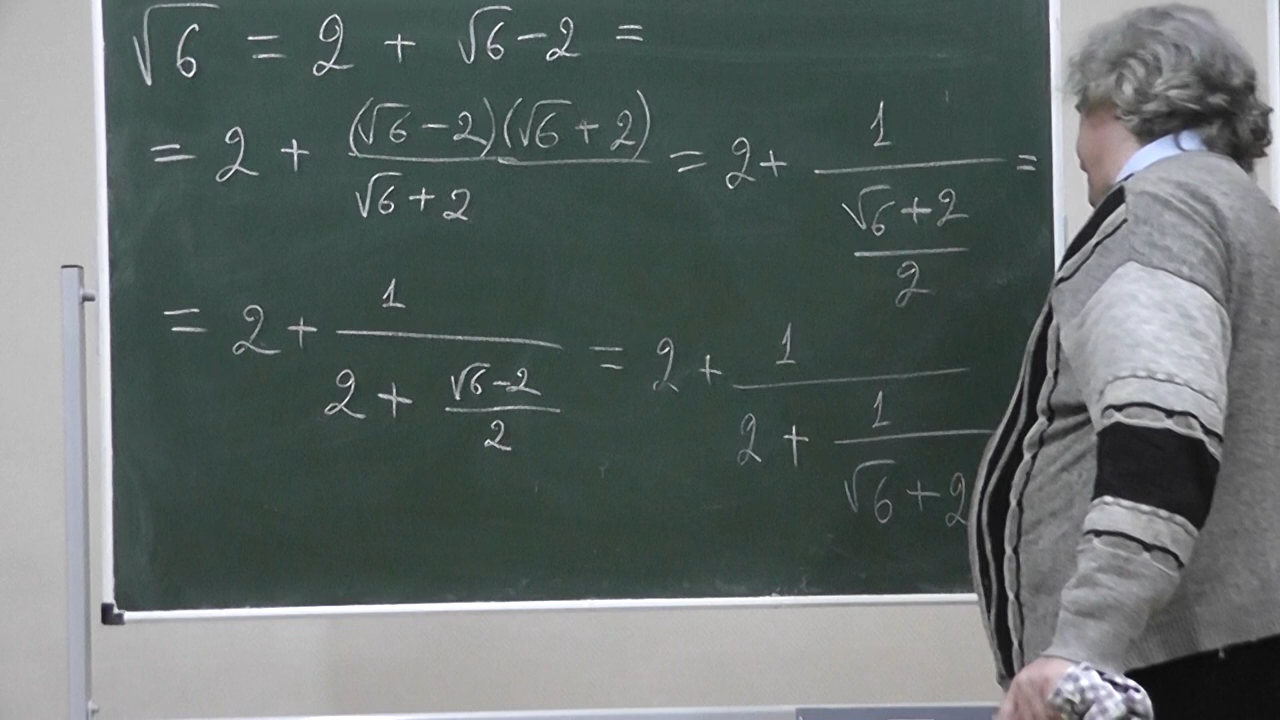 √6 = 2 + √6-2 =
= 2 + (√6-2)(√6+2)/(√6+2) = 2 + 1/((√6+2)/2) =
= 2 + 1/(2 + (√6-2)/2) = 2 + 1/(2 + 1/(√6+2))